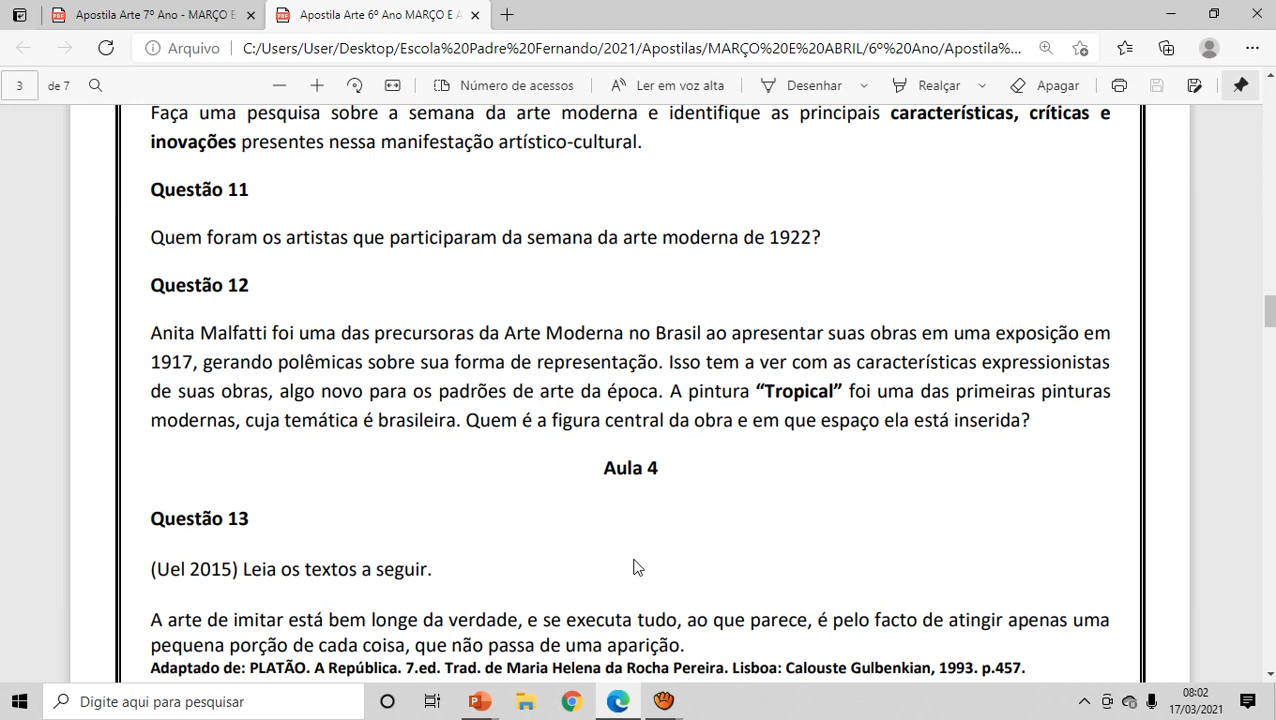 Apostila Arte 7º Ano - MARÇO E
Apostila Arte 6º Ano MARÇO E A
Arquivo
C:/Users/User/Desktop/Escola%20Padre%20Fernando/2021/Apostilas/MARÇO%20E%20ABRIL/6º%20Ano/Apostila%...
3 de 7
Número de acessos
Ler em voz alta
Desenhar
Realçar
Apagar
Faça uma pesquisa sobre a semana da arte moderna e identifique as principais características, críticas e
inovações presentes nessa manifestação artístico-cultural.
Questão 11
Quem foram os artistas que participaram da semana da arte moderna de 1922?
Questão 12
Anita Malfatti foi uma das precursoras da Arte Moderna no Brasil ao apresentar suas obras em uma exposição em
1917, gerando polêmicas sobre sua forma de representação. Isso tem a ver com as características expressionistas
de suas obras, algo novo para os padrões de arte da época. A pintura “Tropical” foi uma das primeiras pinturas
modernas, cuja temática é brasileira. Quem é a figura central da obra e em que espaço ela está inserida?
Aula 4
Questão 13
(Uel 2015) Leia os textos a seguir.
A arte de imitar está bem longe da verdade, e se executa tudo, ao que parece, é pelo facto de atingir apenas uma
pequena porção de cada coisa, que não passa de uma aparição.
Adaptado de: PLATÃO. A República. 7.ed. Trad. de Maria Helena da Rocha Pereira. Lisboa: Calouste Gulbenkian, 1993. p.457.
Digite aqui para pesquisar
08:02
17/03/2021